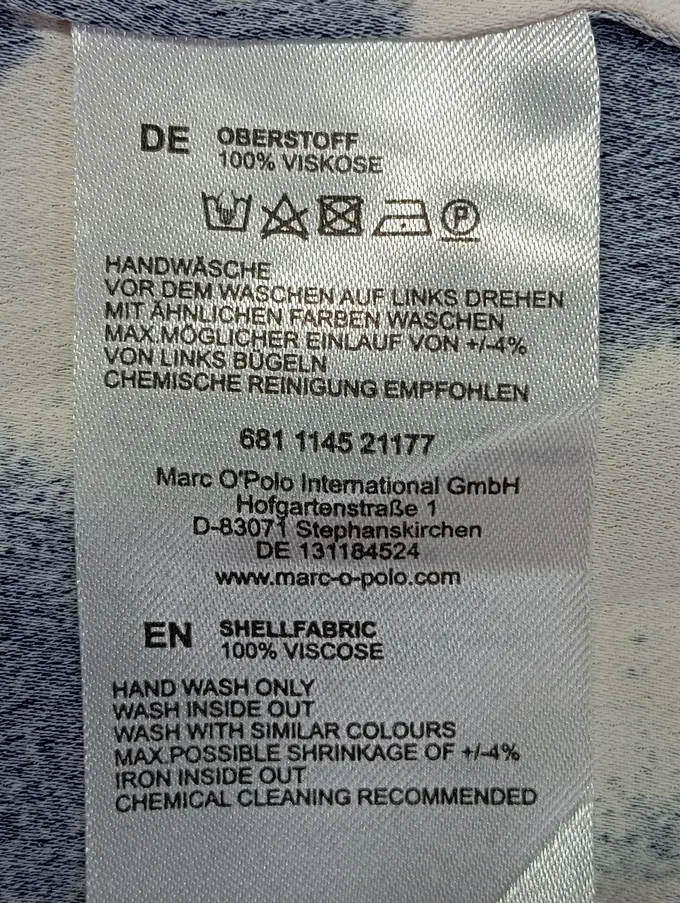 DE OBERSTOFF
100% VISKOSE
P
HANDWÄSCHE
VOR DEM WASCHEN AUF LINKS DREHEN
MIT ÄHNLICHEN FARBEN WASCHEN
MAX.MÖGLICHER EINLAUF VON +/-4%
VON LINKS BÜGELN
CHEMISCHE REINIGUNG EMPFOHLEN
681 1145 21177
Marc O'Polo International GmbH
Hofgartenstraße 1
D-83071 Stephanskirchen
DE 131184524
www.marc-o-polo.com
EN SHELLFABRIC
100% VISCOSE
HAND WASH ONLY
WASH INSIDE OUT
WASH WITH SIMILAR COLOURS
MAX.POSSIBLE SHRINKAGE OF +/-4%
IRON INSIDE OUT
CHEMICAL CLEANING RECOMMENDED